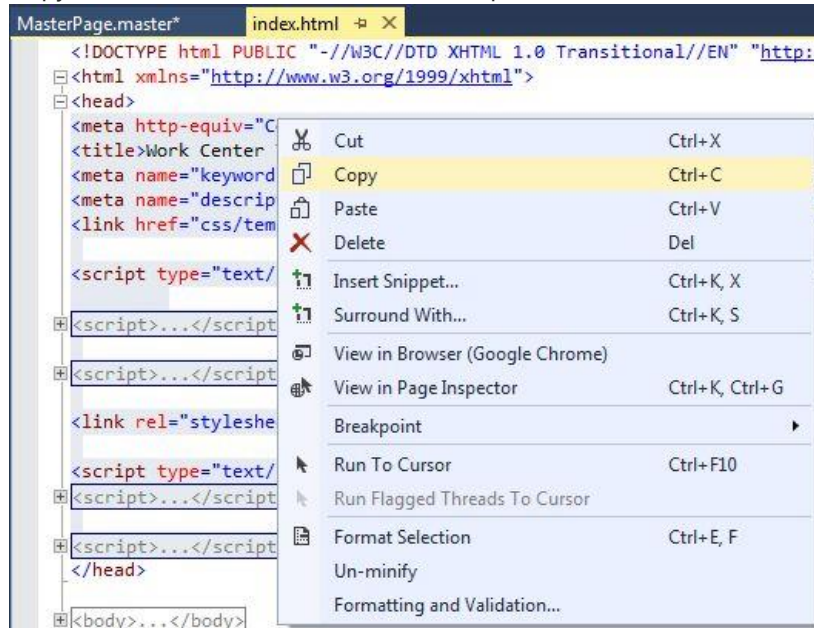 MasterPage.master* index.html
<!DOCTYPE html PUBLIC "-//W3C//DTD XHTML 1.0 Transitional//EN" "http:
<html xmlns="http://www.w3.org/1999/xhtml">
<head>
<meta http-equiv="C
<title>Work Center
<meta name="keyword
<meta name="descrip
<link href="css/tem
<script type="text/
<script>...</script
<script>...</script
<link rel="styleshe
<script type="text/
<script>...</script
<script>...</script
</head>
<body>...</body>
Cut Ctrl+X
Copy Ctrl+C
Paste Ctrl+V
Delete Del
Insert Snippet... Ctrl+K, X
Surround With... Ctrl+K, S
View in Browser (Google Chrome)
View in Page Inspector Ctrl+K, Ctrl+G
Breakpoint
Run To Cursor Ctrl+F10
Run Flagged Threads To Cursor
Format Selection Ctrl+E, F
Un-minify
Formatting and Validation...